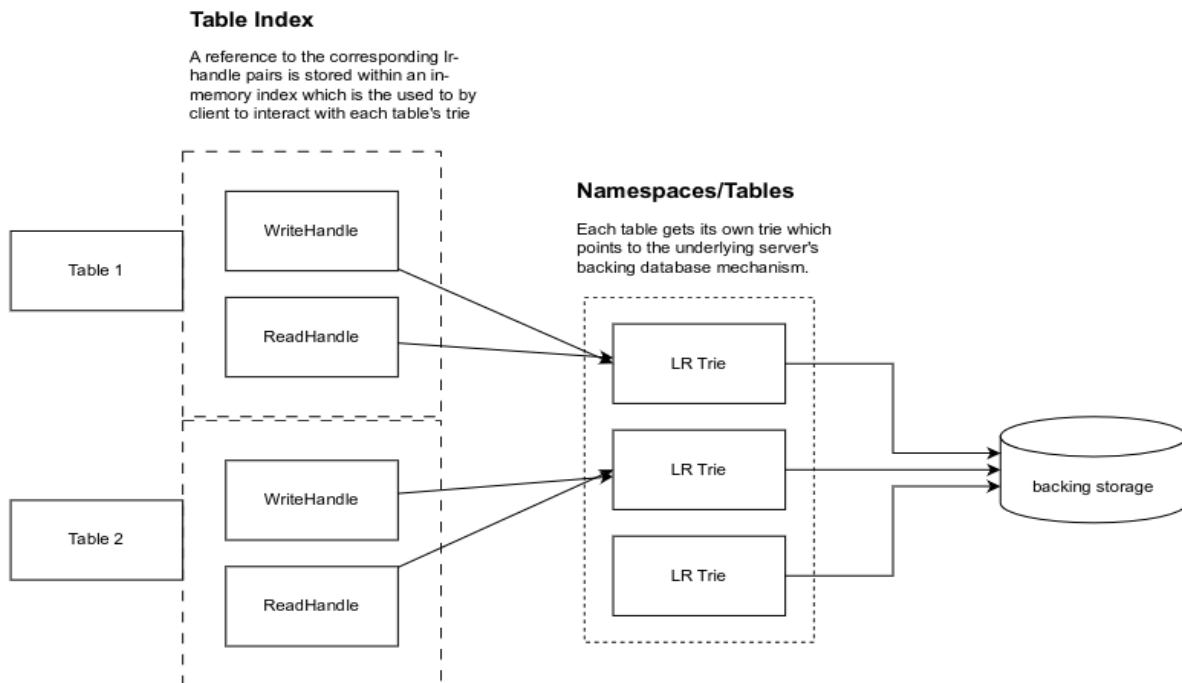 Table Index
A reference to the corresponding lr-
handle pairs is stored within an in-
memory index which is the used to by
client to interact with each table's trie
Namespaces/Tables
Each table gets its own trie which
points to the underlying server's
backing database mechanism.
Table 1
WriteHandle
ReadHandle
LR Trie
Table 2
WriteHandle
ReadHandle
LR Trie
LR Trie
backing storage